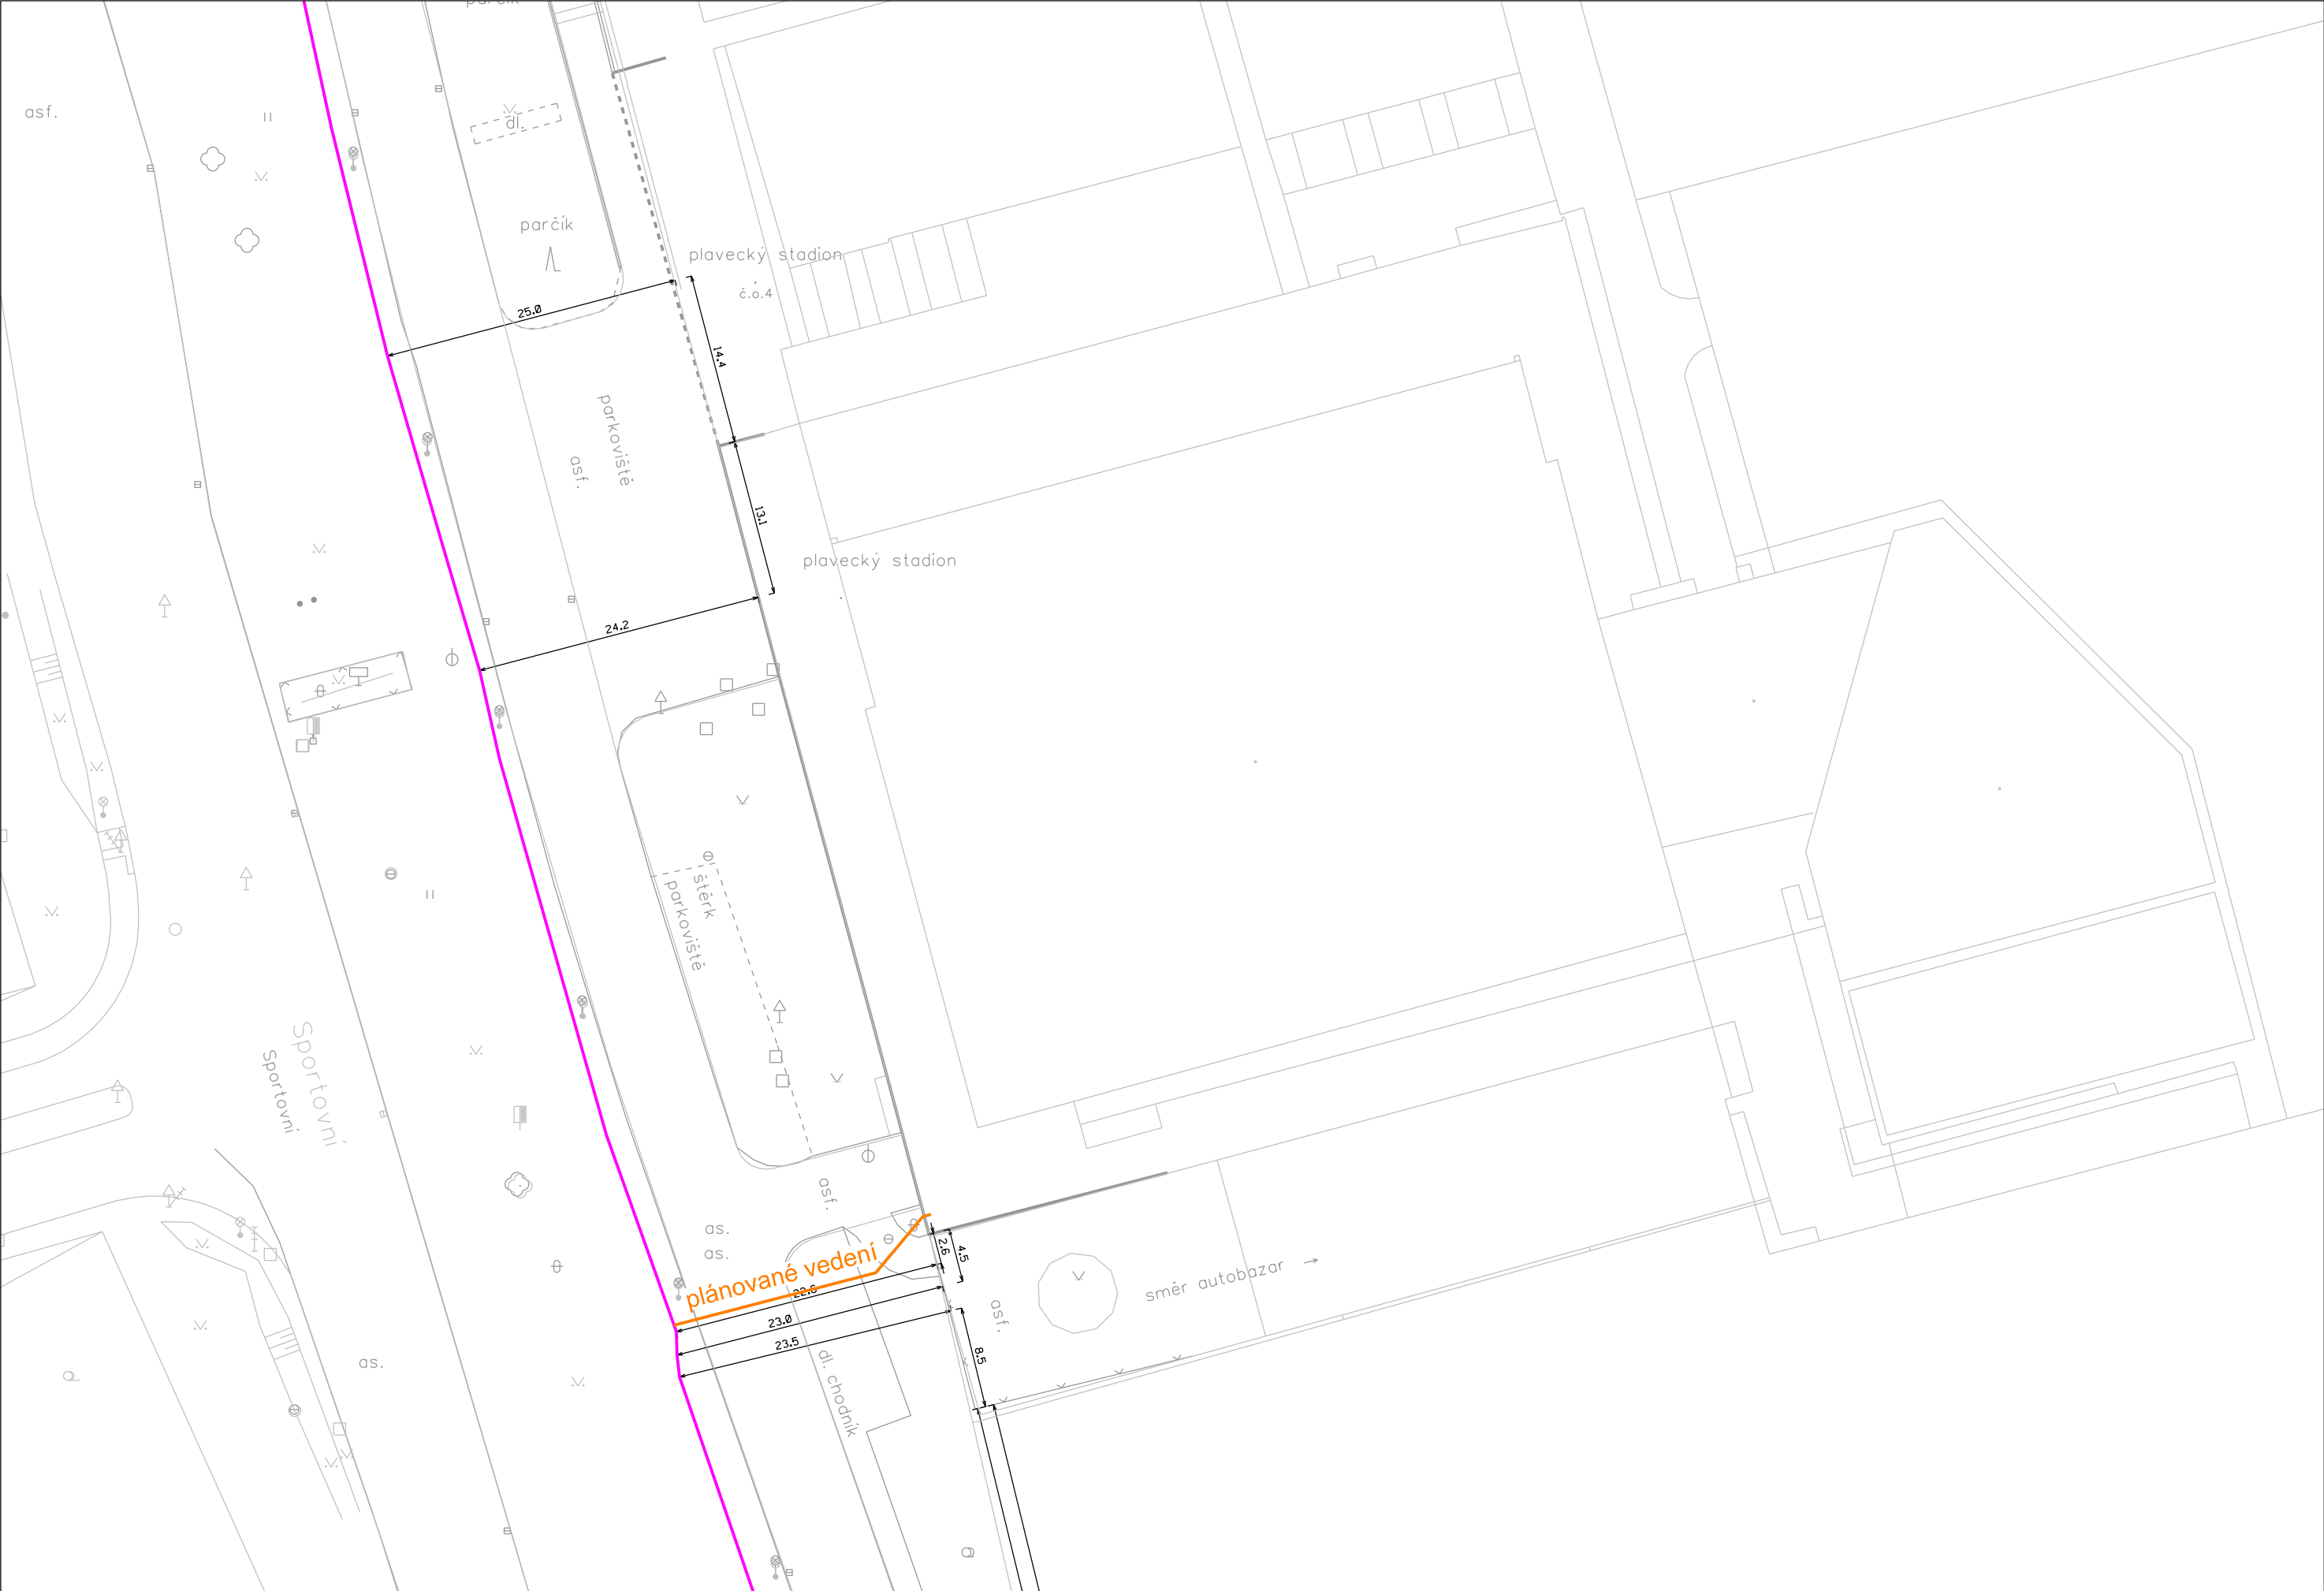 parčík
asf.
dl.
parčík
plavecký stadion
č.o.4
25.0
14.4
parkoviště
asf.
13.1
plavecký stadion
24.2
štěrk
parkoviště
Sportovní
Sportovní
asf.
as.
as.
plánované vedení
2.6
4.5
22.6
23.0
23.5
směr autobazar →
asf.
8.5
dl. chodník
as.